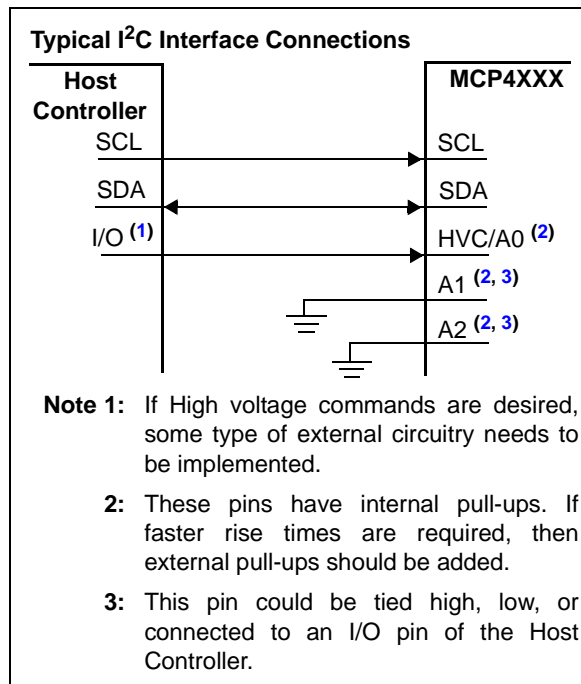 Typical I²C Interface Connections
Host Controller
MCP4XXX
SCL
SCL
SDA
SDA
I/O (1)
HVC/A0 (2)
A1 (2, 3)
A2 (2, 3)
Note 1: If High voltage commands are desired,
some type of external circuitry needs to
be implemented.
2: These pins have internal pull-ups. If
faster rise times are required, then
external pull-ups should be added.
3: This pin could be tied high, low, or
connected to an I/O pin of the Host
Controller.